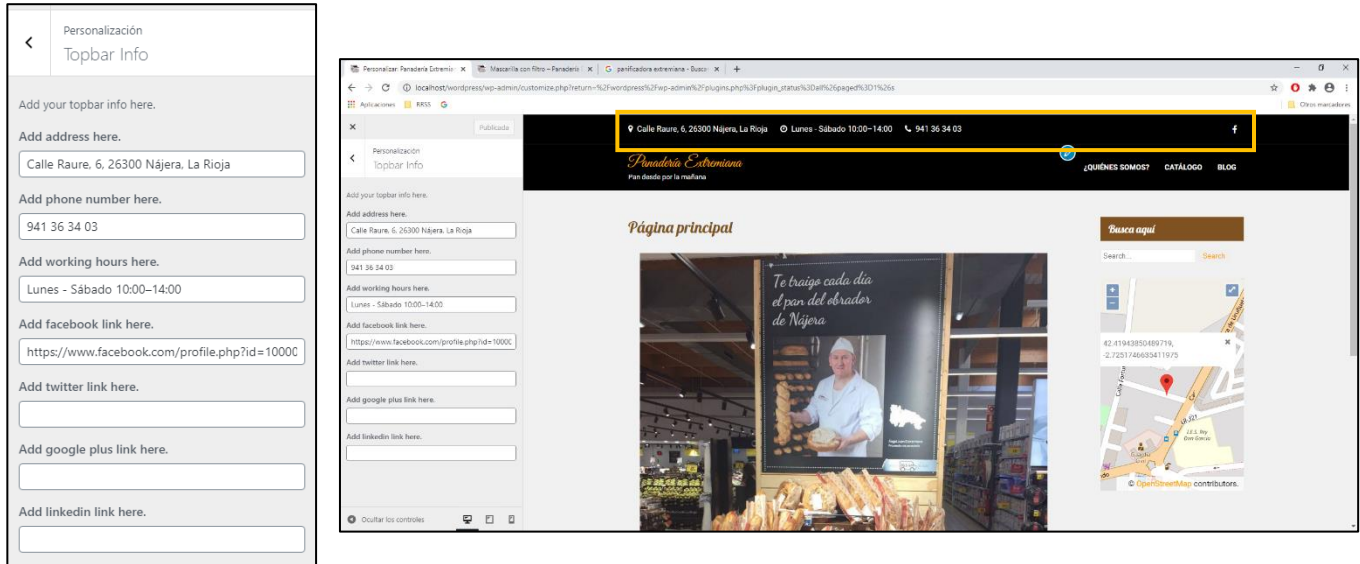 Personalización
Topbar Info
Add your topbar info here.
Add address here.
Calle Raure, 6, 26300 Nájera, La Rioja
Add phone number here.
941 36 34 03
Add working hours here.
Lunes - Sábado 10:00–14:00
Add facebook link here.
https://www.facebook.com/profile.php?id=10000
Add twitter link here.
Add google plus link here.
Add linkedin link here.
Personalizar: Panadería Extremi
Mascarilla con filtro – Panadería
panificadora extremiana - Busca
localhost/wordpress/wp-admin/customize.php?return=%2Fwordpress%2Fwp-admin%2Fplugins.php%3Fplugin_status%3Dall%26paged%3D1%26s
Aplicaciones
RRSS
Otros marcadores
Publicada
Personalización
Topbar Info
Add your topbar info here.
Add address here.
Calle Raure, 6, 26300 Nájera, La Rioja
Add phone number here.
941 36 34 03
Add working hours here.
Lunes - Sábado 10:00–14:00
Add facebook link here.
https://www.facebook.com/profile.php?id=1000C
Add twitter link here.
Add google plus link here.
Add linkedin link here.
Ocultar los controles
Calle Raure, 6, 26300 Nájera, La Rioja Lunes - Sábado 10:00–14:00 941 36 34 03
Panadería Extremiana
Pan desde por la mañana
¿QUIÉNES SOMOS? CATÁLOGO BLOG
Página principal
Te traigo cada día
el pan del obrador
de Nájera
Busca aquí
Search...
Search
42.41943850489719,
-2.7251746635411975
I.E.S. Rey
Don García
© OpenStreetMap contributors.